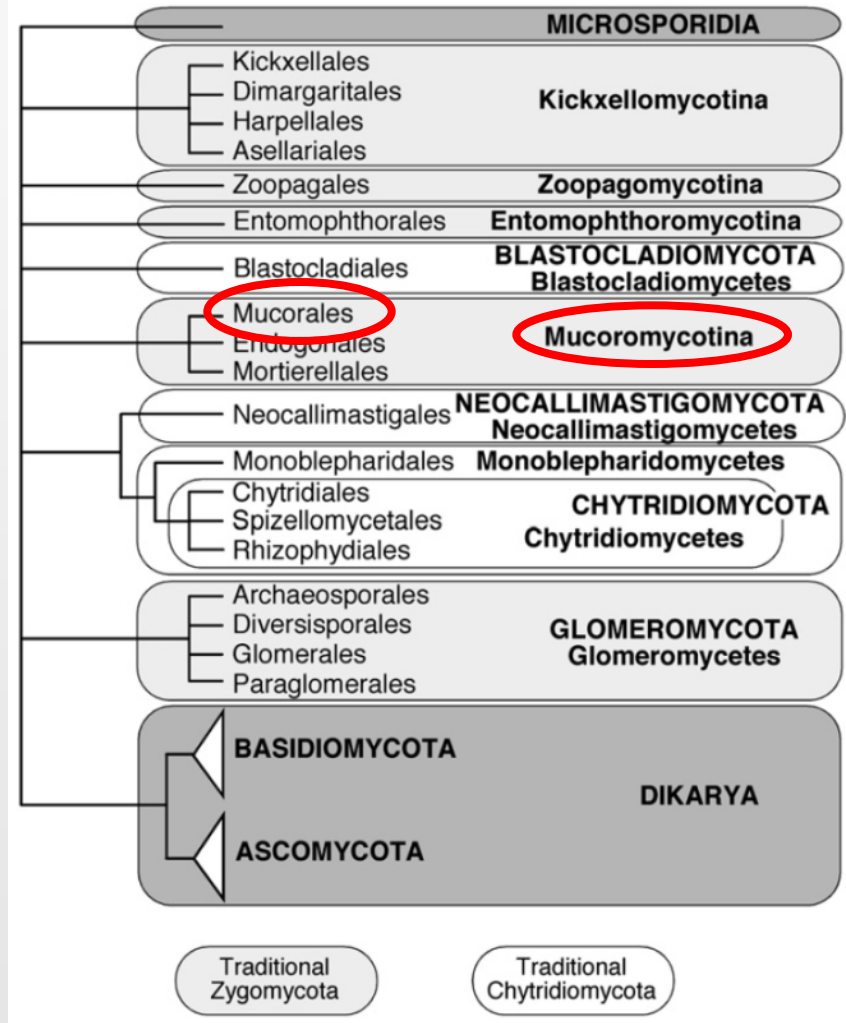 MICROSPORIDIA
Kickxellales
Dimargaritales
Kickxellomycotina
Harpellales
Asellariales
Zoopagales Zoopagomycotina
Entomophthorales Entomophthoromycotina
BLASTOCLADIOMYCOTA
Blastocladiales
Blastocladiomycetes
Mucorales
Endogonales
Mucoromycotina
Mortierellales
NEOCALLIMASTIGOMYCOTA
Neocallimastigales
Neocallimastigomycetes
Monoblepharidales Monoblepharidomycetes
Chytridiales
CHYTRIDIOMYCOTA
Spizellomycetales
Chytridiomycetes
Rhizophydiales
Archaeosporales
Diversisporales
GLOMEROMYCOTA
Glomerales
Glomeromycetes
Paraglomerales
BASIDIOMYCOTA
DIKARYA
ASCOMYCOTA
Traditional
Zygomycota
Traditional
Chytridiomycota